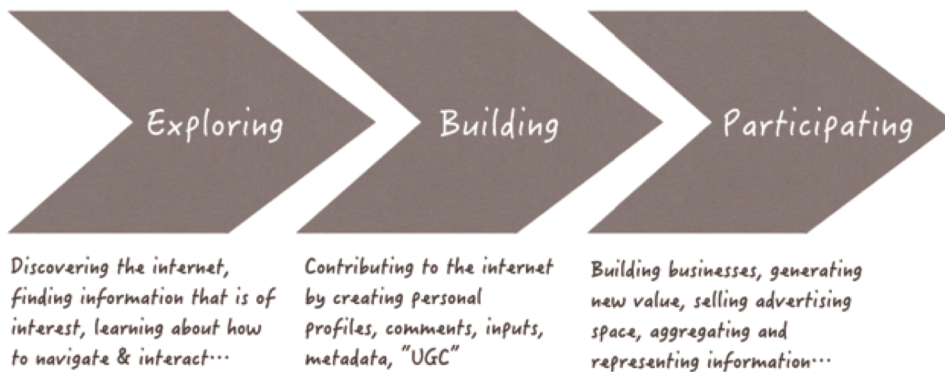 Exploring
Discovering the internet,
finding information that is of
interest, learning about how
to navigate & interact...
Building
Contributing to the internet
by creating personal
profiles, comments, inputs,
metadata, "UGC"
Participating
Building businesses, generating
new value, selling advertising
space, aggregating and
representing information...